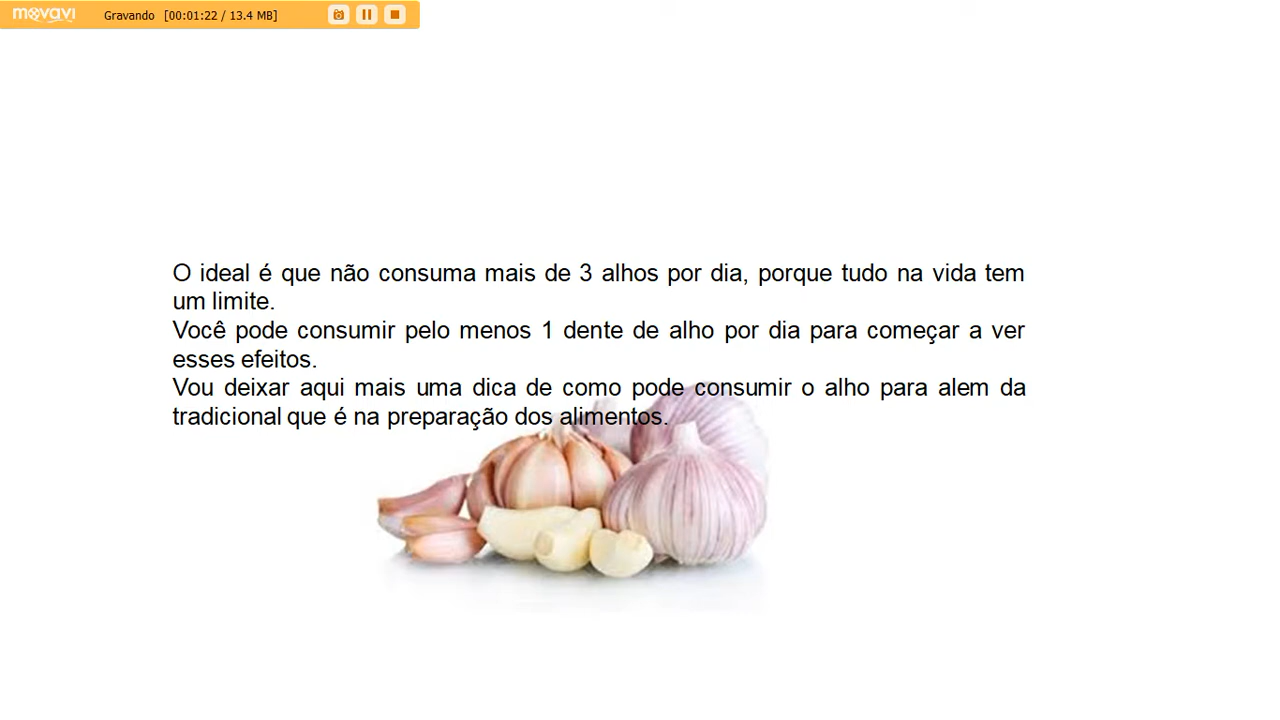 movavi Gravando [00:01:22 / 13.4 MB]
O ideal é que não consuma mais de 3 alhos por dia, porque tudo na vida tem
um limite.
Você pode consumir pelo menos 1 dente de alho por dia para começar a ver
esses efeitos.
Vou deixar aqui mais uma dica de como pode consumir o alho para alem da
tradicional que é na preparação dos alimentos.